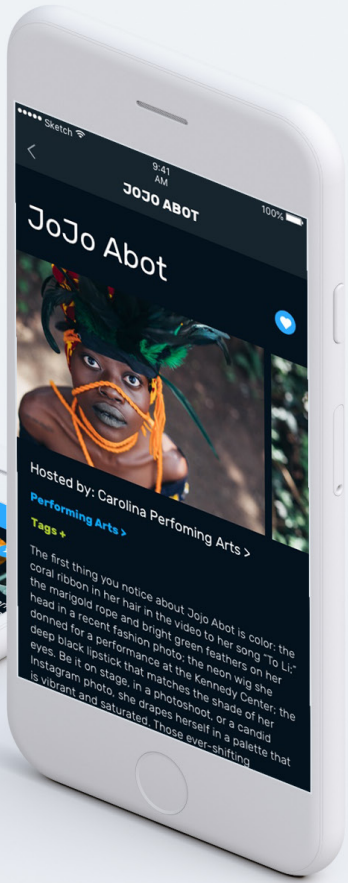 Sketch
9:41
AM
100%
JOJO ABOT
JoJo Abot
Hosted by: Carolina Perfoming Arts >
Performing Arts >
Tags +
The first thing you notice about Jojo Abot is color: the
coral ribbon in her hair in the video to her song "To Li;"
the marigold rope and bright green feathers on her
head in a recent fashion photo; the neon wig she
donned for a performance at the Kennedy Center; the
deep black lipstick that matches the shade of her
eyes. Be it on stage, in a photoshoot, or a candid
Instagram photo, she drapes herself in a palette that
is vibrant and saturated. Those ever-shifting